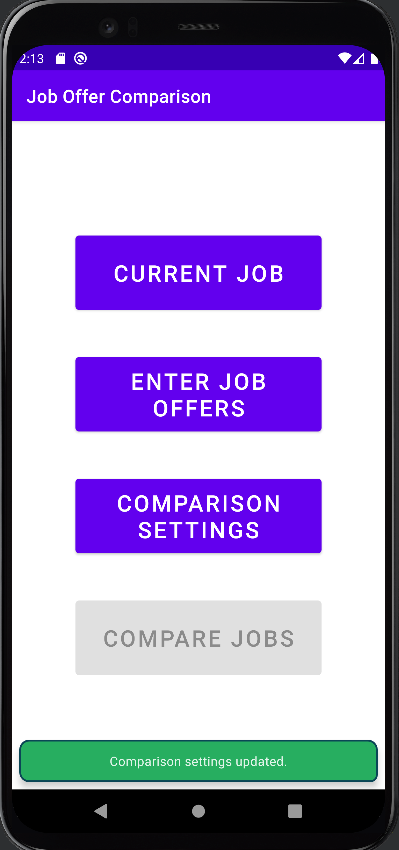 2:13
Job Offer Comparison
CURRENT JOB
ENTER JOB
OFFERS
COMPARISON
SETTINGS
COMPARE JOBS
Comparison settings updated.